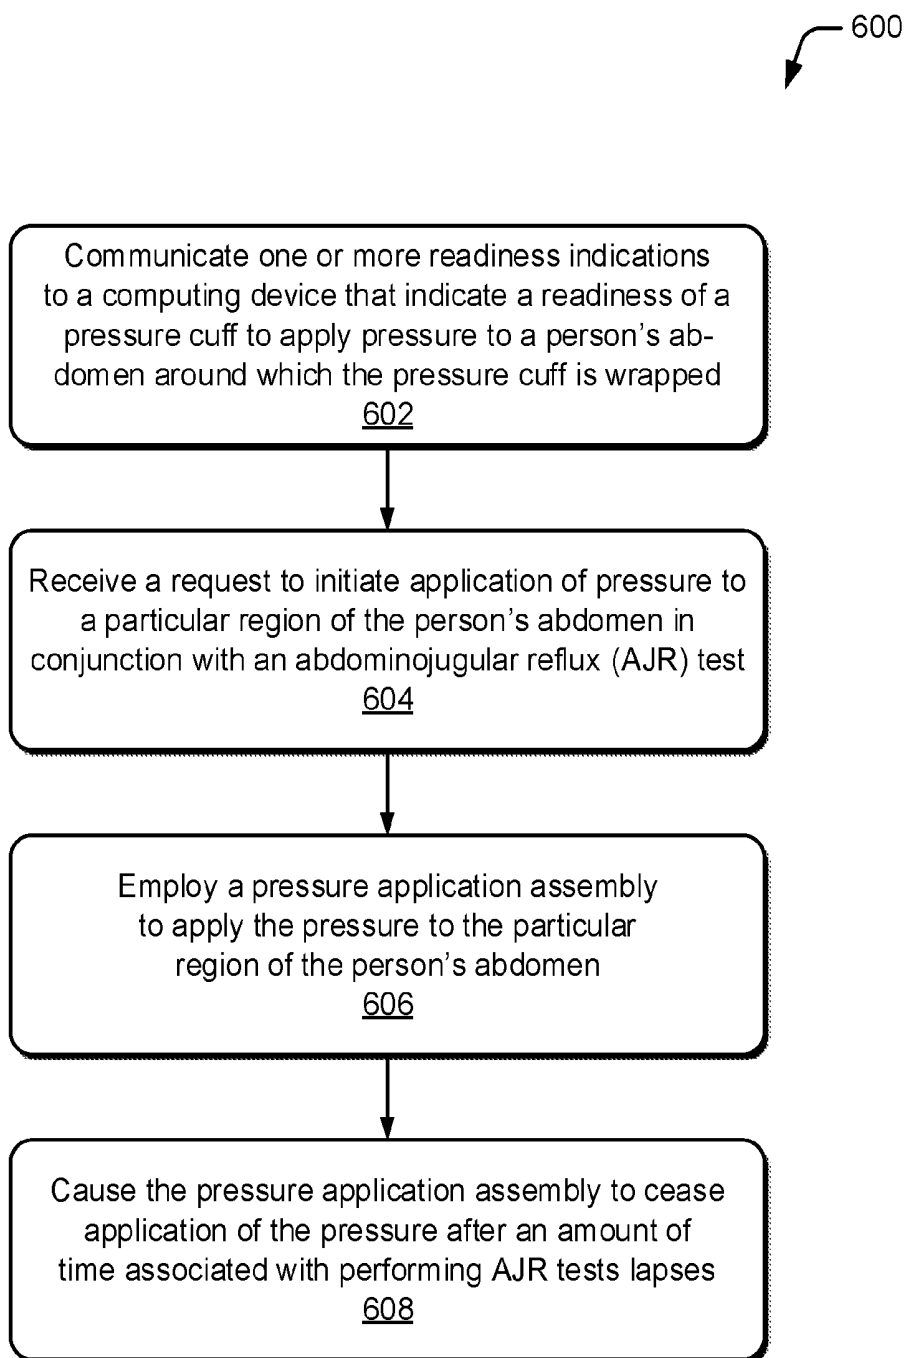 600
Communicate one or more readiness indications
to a computing device that indicate a readiness of a
pressure cuff to apply pressure to a person's ab-
domen around which the pressure cuff is wrapped
602
Receive a request to initiate application of pressure to
a particular region of the person's abdomen in
conjunction with an abdominojugular reflux (AJR) test
604
Employ a pressure application assembly
to apply the pressure to the particular
region of the person's abdomen
606
Cause the pressure application assembly to cease
application of the pressure after an amount of
time associated with performing AJR tests lapses
608